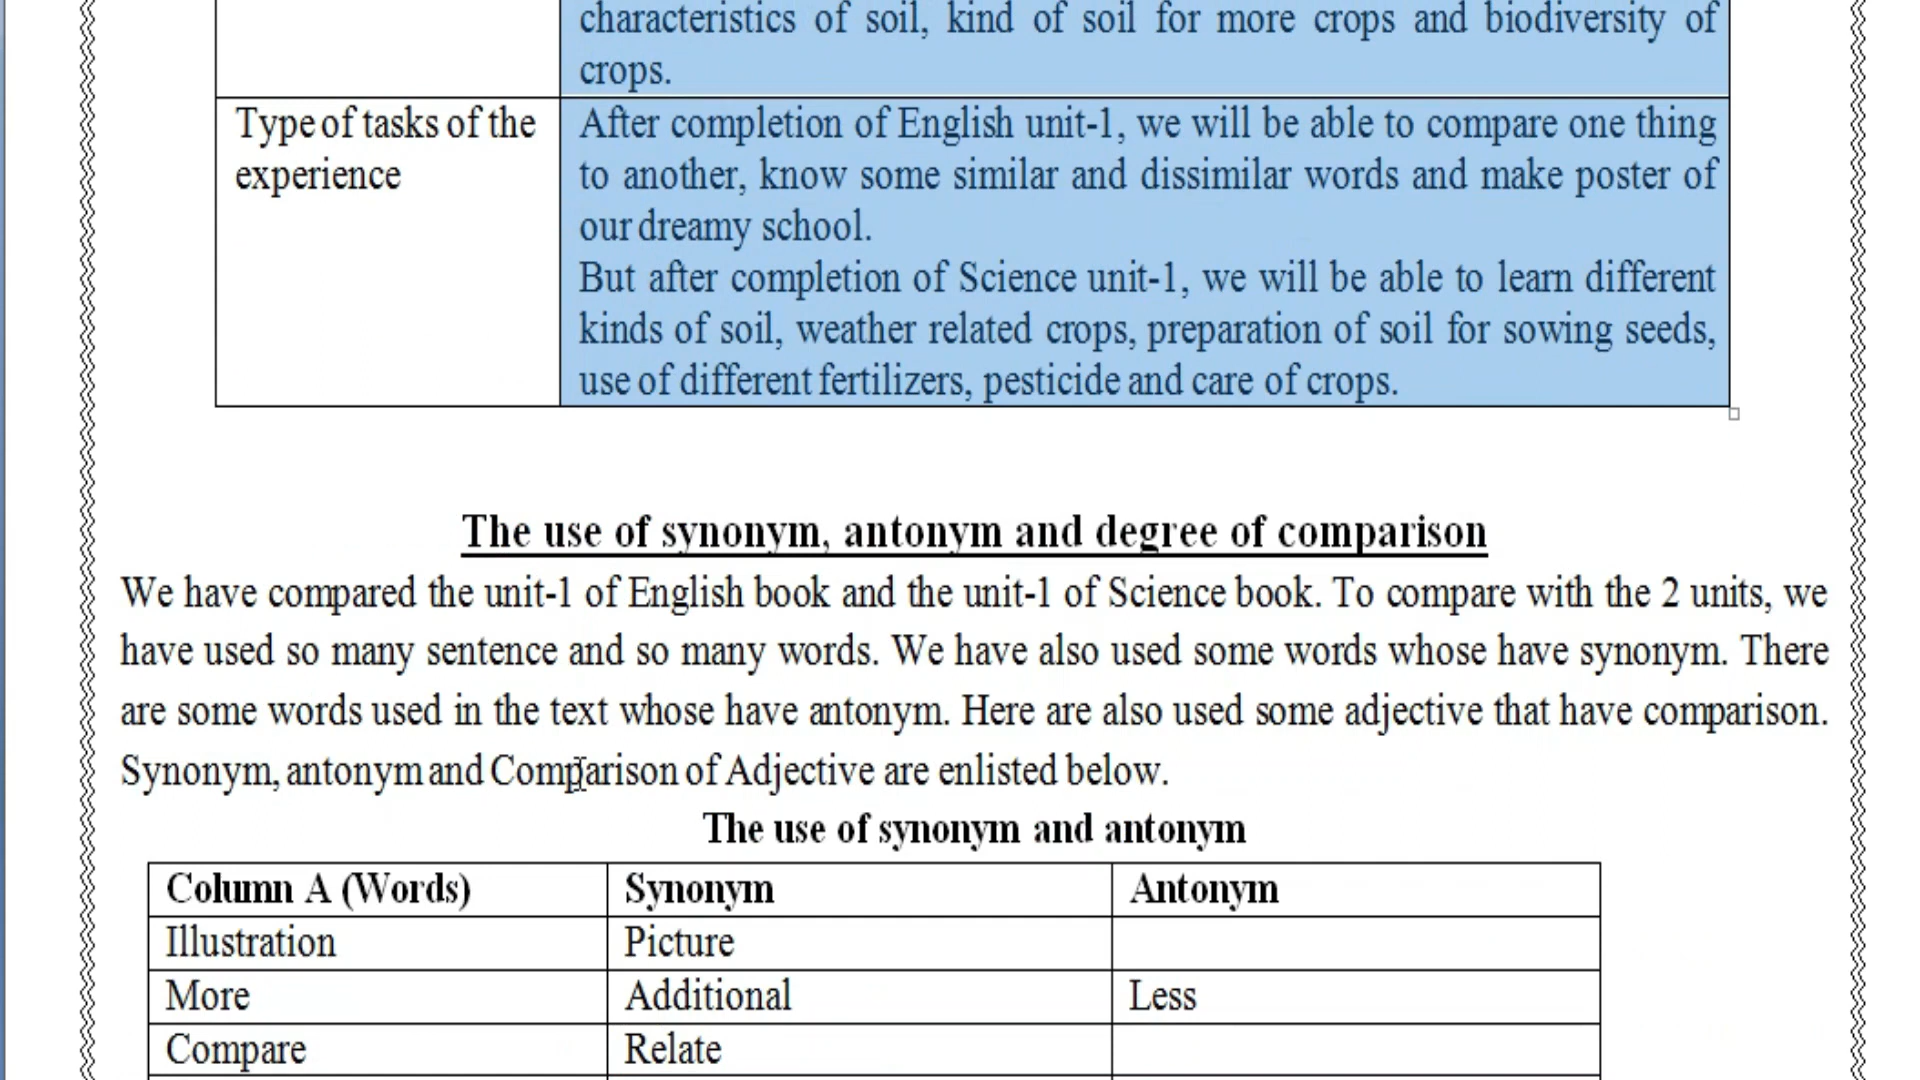 characteristics of soil, kind of soil for more crops and biodiversity of
crops.
Type of tasks of the
experience
After completion of English unit-1, we will be able to compare one thing
to another, know some similar and dissimilar words and make poster of
our dreamy school.
But after completion of Science unit-1, we will be able to learn different
kinds of soil, weather related crops, preparation of soil for sowing seeds,
use of different fertilizers, pesticide and care of crops.
The use of synonym, antonym and degree of comparison
We have compared the unit-1 of English book and the unit-1 of Science book. To compare with the 2 units, we
have used so many sentence and so many words. We have also used some words whose have synonym. There
are some words used in the text whose have antonym. Here are also used some adjective that have comparison.
Synonym, antonym and Comparison of Adjective are enlisted below.
The use of synonym and antonym
Column A (Words) Synonym Antonym
Illustration Picture
More Additional Less
Compare Relate